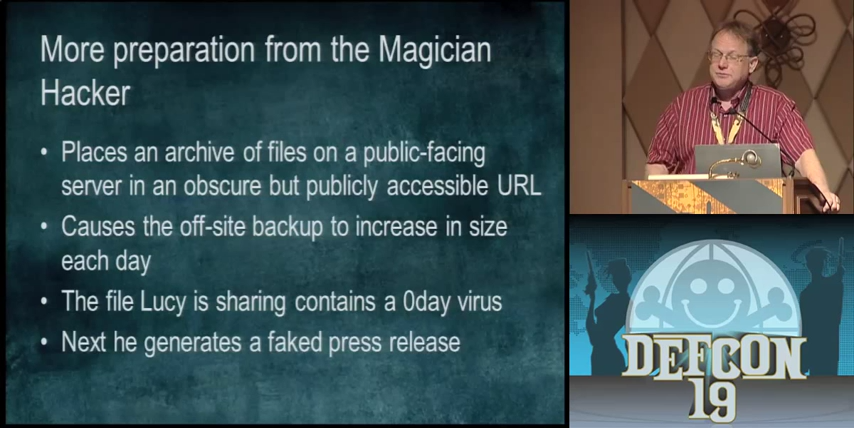 More preparation from the Magician
Hacker
• Places an archive of files on a public-facing
server in an obscure but publicly accessible URL
• Causes the off-site backup to increase in size
each day
• The file Lucy is sharing contains a 0day virus
• Next he generates a faked press release
DEFCON
19